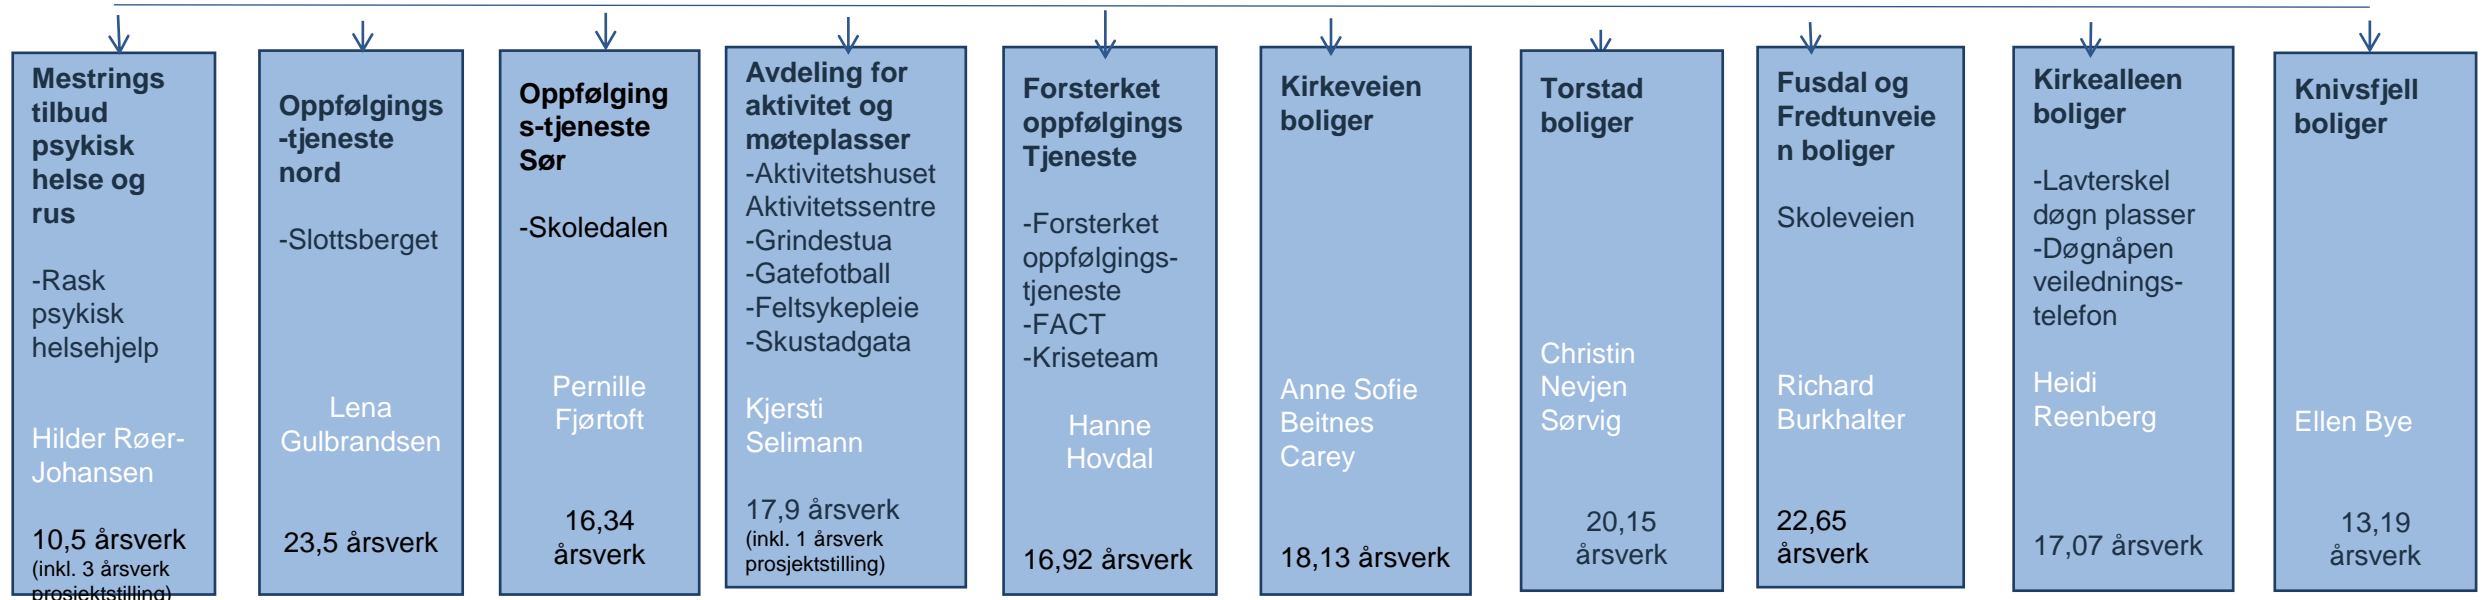 Mestrings
tilbud
psykisk
helse og
rus
-Rask
psykisk
helsehjelp
Hilder Røer-
Johansen
10,5 årsverk
(inkl. 3 årsverk
prosjektstilling)
Oppfølgings
-tjeneste
nord
-Slottsberget
Lena
Gulbrandsen
23,5 årsverk
Oppfølging
s-tjeneste
Sør
-Skoledalen
Pernille
Fjørtoft
16,34
årsverk
Avdeling for
aktivitet og
møteplasser
-Aktivitetshuset
Aktivitetssentre
-Grindestua
-Gatefotball
-Feltsykepleie
-Skustadgata
Kjersti
Selimann
17,9 årsverk
(inkl. 1 årsverk
prosjektstilling)
Forsterket
oppfølgings
Tjeneste
-Forsterket
oppfølgings-
tjeneste
-FACT
-Kriseteam
Hanne
Hovdal
16,92 årsverk
Kirkeveien
boliger
Anne Sofie
Beitnes
Carey
18,13 årsverk
Torstad
boliger
Christin
Nevjen
Sørvig
20,15
årsverk
Fusdal og
Fredtunveie
n boliger
Skoleveien
Richard
Burkhalter
22,65
årsverk
Kirkealleen
boliger
-Lavterskel
døgn plasser
-Døgnåpen
veilednings-
telefon
Heidi
Reenberg
17,07 årsverk
Knivsfjell
boliger
Ellen Bye
13,19
årsverk